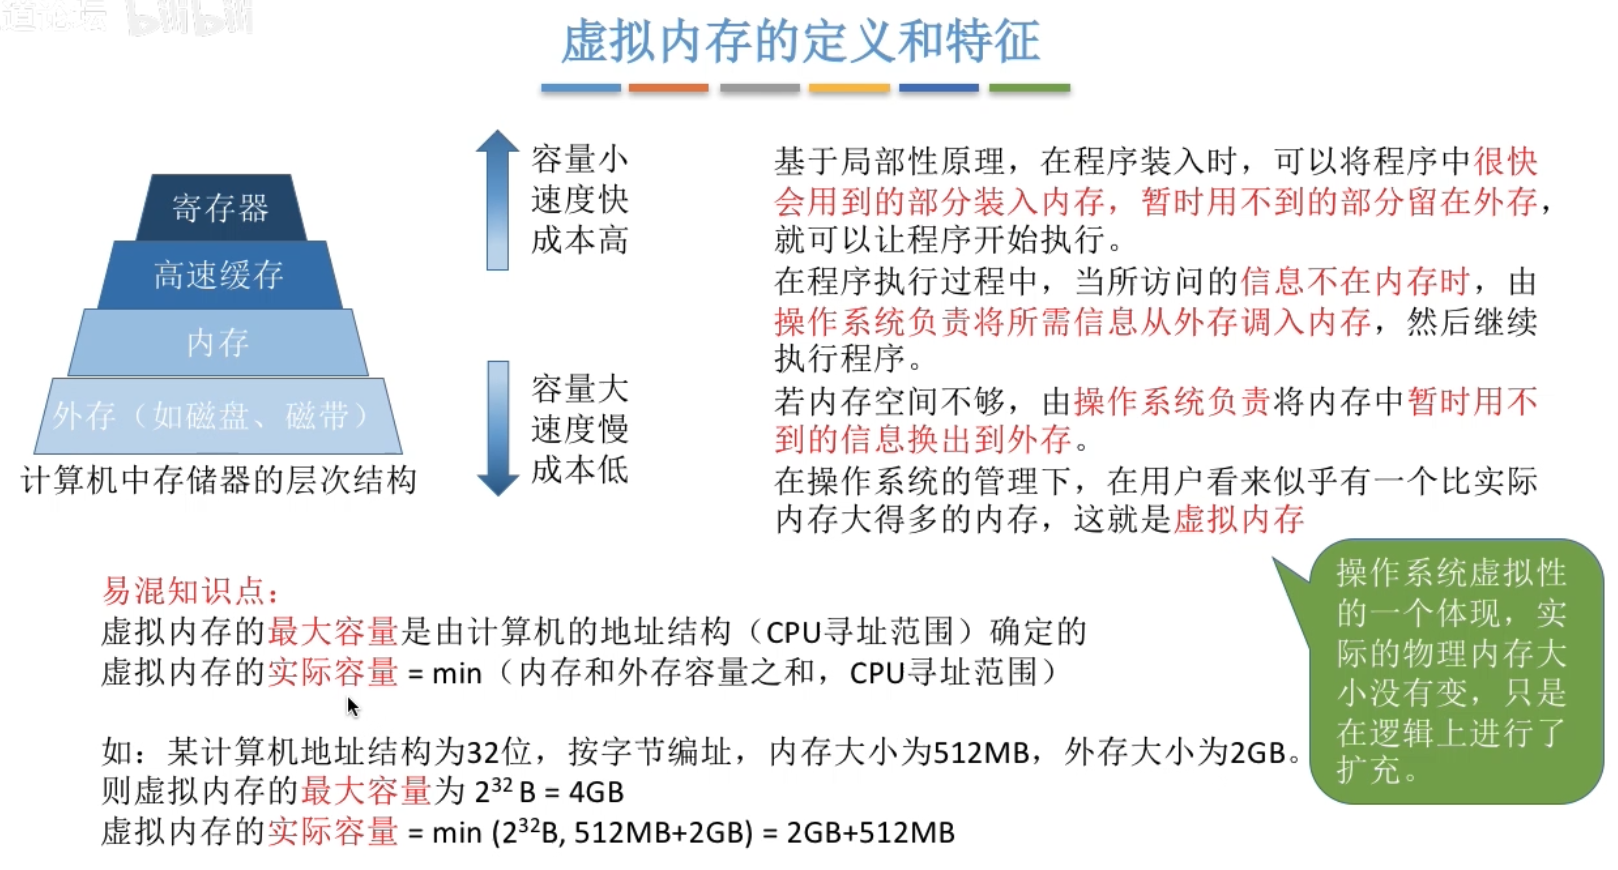 道论坛 bilibili
虚拟内存的定义和特征
寄存器
高速缓存
内存
外存（如磁盘、磁带）
计算机中存储器的层次结构
容量小
速度快
成本高
容量大
速度慢
成本低
基于局部性原理，在程序装入时，可以将程序中很快
会用到的部分装入内存，暂时用不到的部分留在外存，
就可以让程序开始执行。
在程序执行过程中，当所访问的信息不在内存时，由
操作系统负责将所需信息从外存调入内存，然后继续
执行程序。
若内存空间不够，由操作系统负责将内存中暂时用不
到的信息换出到外存。
在操作系统的管理下，在用户看来似乎有一个比实际
内存大得多的内存，这就是虚拟内存
操作系统虚拟性
的一个体现，实
际的物理内存大
小没有变，只是
在逻辑上进行了
扩充。
易混知识点：
虚拟内存的最大容量是由计算机的地址结构（CPU寻址范围）确定的
虚拟内存的实际容量 = min（内存和外存容量之和，CPU寻址范围）
如：某计算机地址结构为32位，按字节编址，内存大小为512MB，外存大小为2GB。
则虚拟内存的最大容量为 2³² B = 4GB
虚拟内存的实际容量 = min (2³²B, 512MB+2GB) = 2GB+512MB